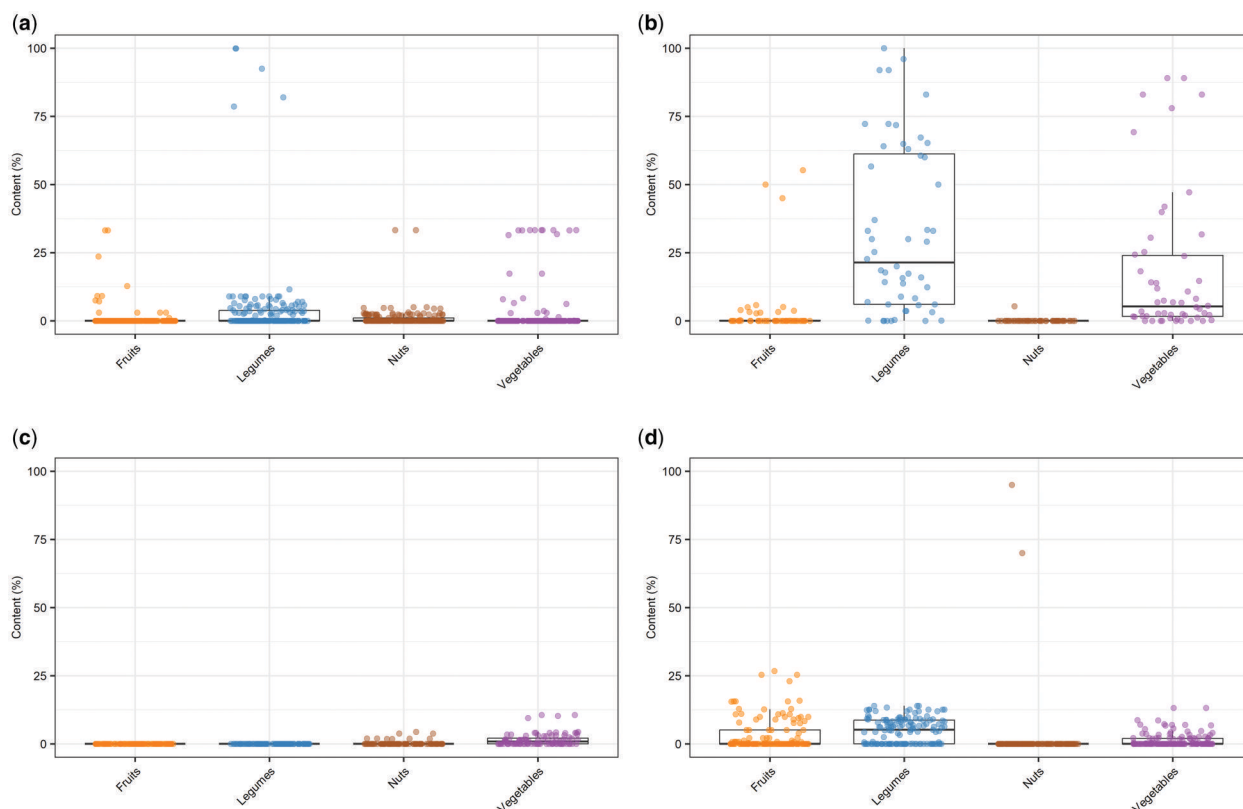 (a)
100
75
50
25
0
Content (%)
Fruits
Legumes
Nuts
Vegetables
(b)
100
75
50
25
0
Content (%)
Fruits
Legumes
Nuts
Vegetables
(c)
100
75
50
25
0
Content (%)
Fruits
Legumes
Nuts
Vegetables
(d)
100
75
50
25
0
Content (%)
Fruits
Legumes
Nuts
Vegetables